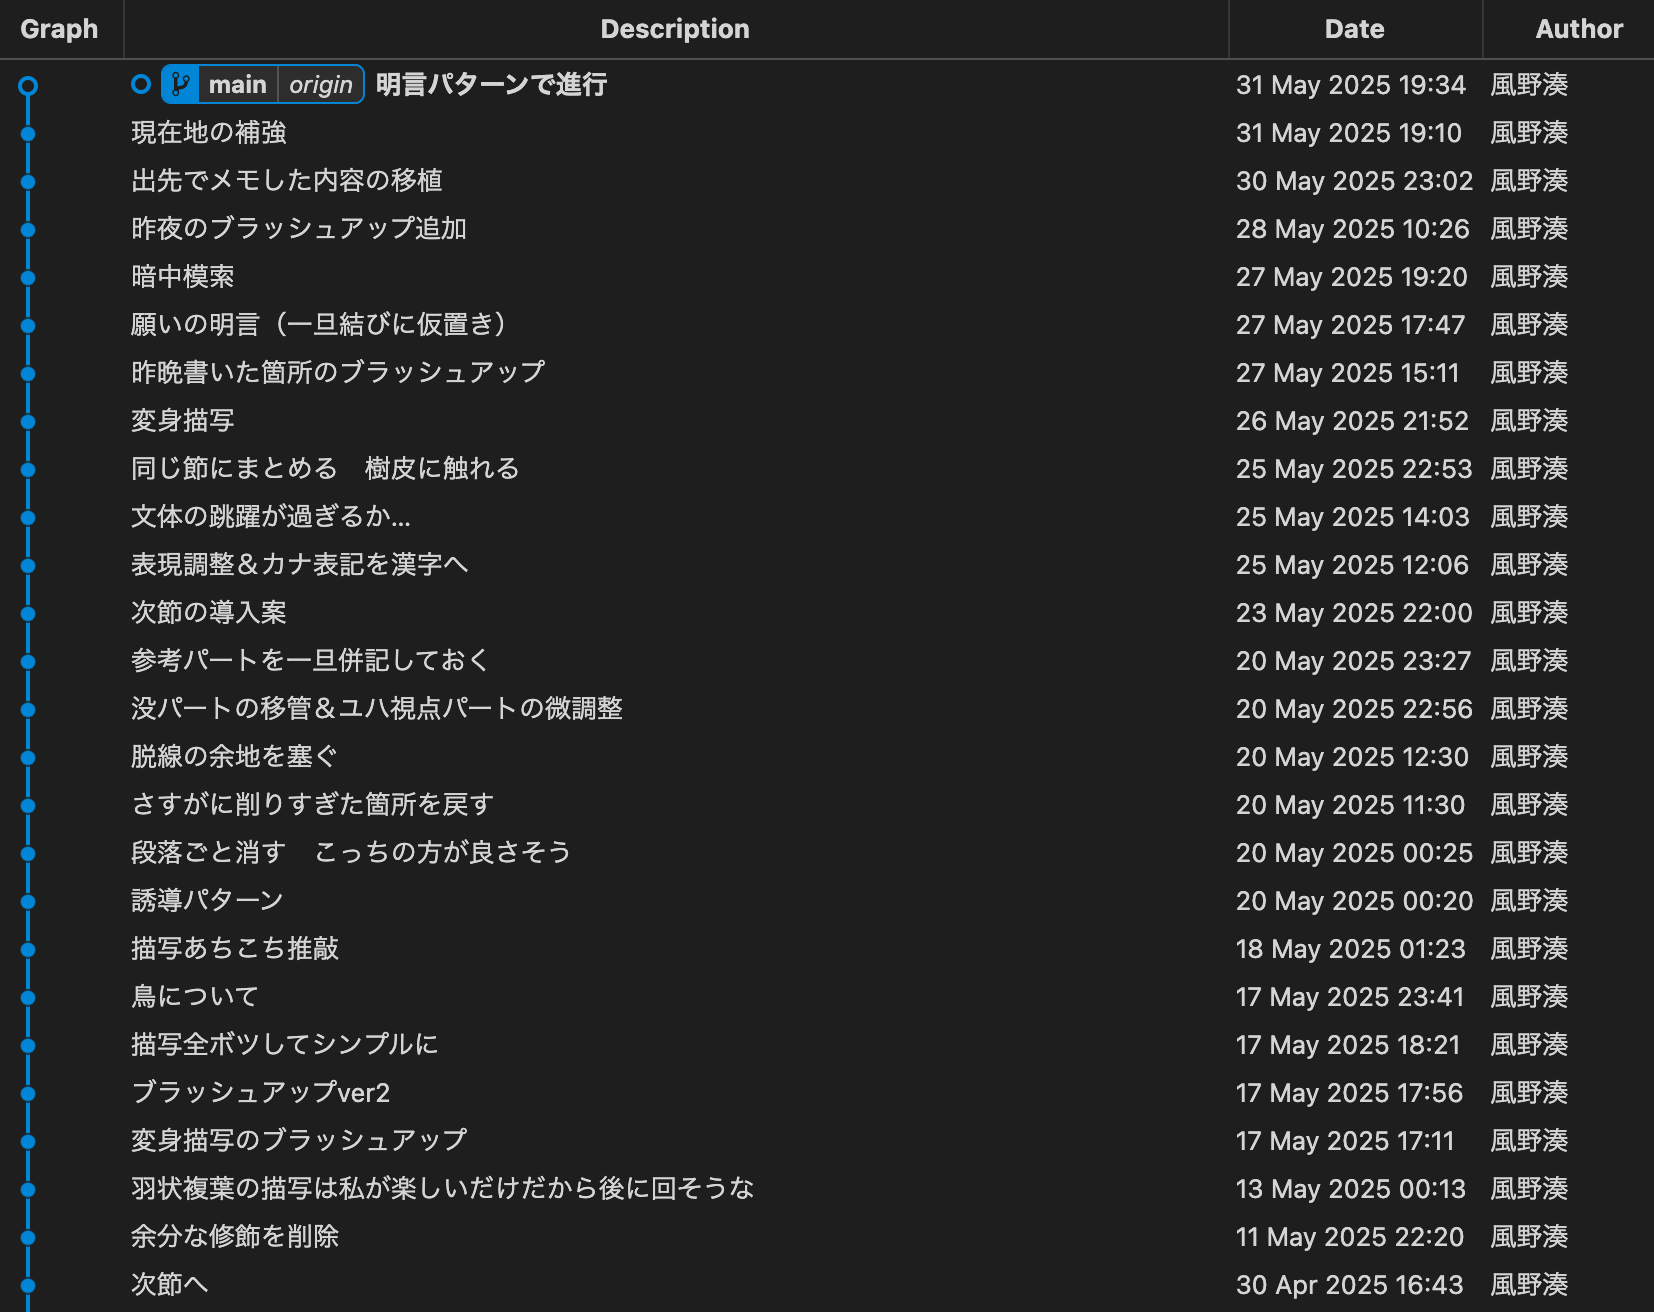 Graph Description Date Author
main origin 明言パターンで進行 31 May 2025 19:34 風野湊
現在地の補強 31 May 2025 19:10 風野湊
出先でメモした内容の移植 30 May 2025 23:02 風野湊
昨夜のブラッシュアップ追加 28 May 2025 10:26 風野湊
暗中模索 27 May 2025 19:20 風野湊
願いの明言（一旦結びに仮置き） 27 May 2025 17:47 風野湊
昨晩書いた箇所のブラッシュアップ 27 May 2025 15:11 風野湊
変身描写 26 May 2025 21:52 風野湊
同じ節にまとめる　樹皮に触れる 25 May 2025 22:53 風野湊
文体の跳躍が過ぎるか... 25 May 2025 14:03 風野湊
表現調整＆カナ表記を漢字へ 25 May 2025 12:06 風野湊
次節の導入案 23 May 2025 22:00 風野湊
参考パートを一旦併記しておく 20 May 2025 23:27 風野湊
没パートの移管＆ユハ視点パートの微調整 20 May 2025 22:56 風野湊
脱線の余地を塞ぐ 20 May 2025 12:30 風野湊
さすがに削りすぎた箇所を戻す 20 May 2025 11:30 風野湊
段落ごと消す　こっちの方が良さそう 20 May 2025 00:25 風野湊
誘導パターン 20 May 2025 00:20 風野湊
描写あちこち推敲 18 May 2025 01:23 風野湊
鳥について 17 May 2025 23:41 風野湊
描写全ボツしてシンプルに 17 May 2025 18:21 風野湊
ブラッシュアップver2 17 May 2025 17:56 風野湊
変身描写のブラッシュアップ 17 May 2025 17:11 風野湊
羽状複葉の描写は私が楽しいだけだから後に回そうな 13 May 2025 00:13 風野湊
余分な修飾を削除 11 May 2025 22:20 風野湊
次節へ 30 Apr 2025 16:43 風野湊